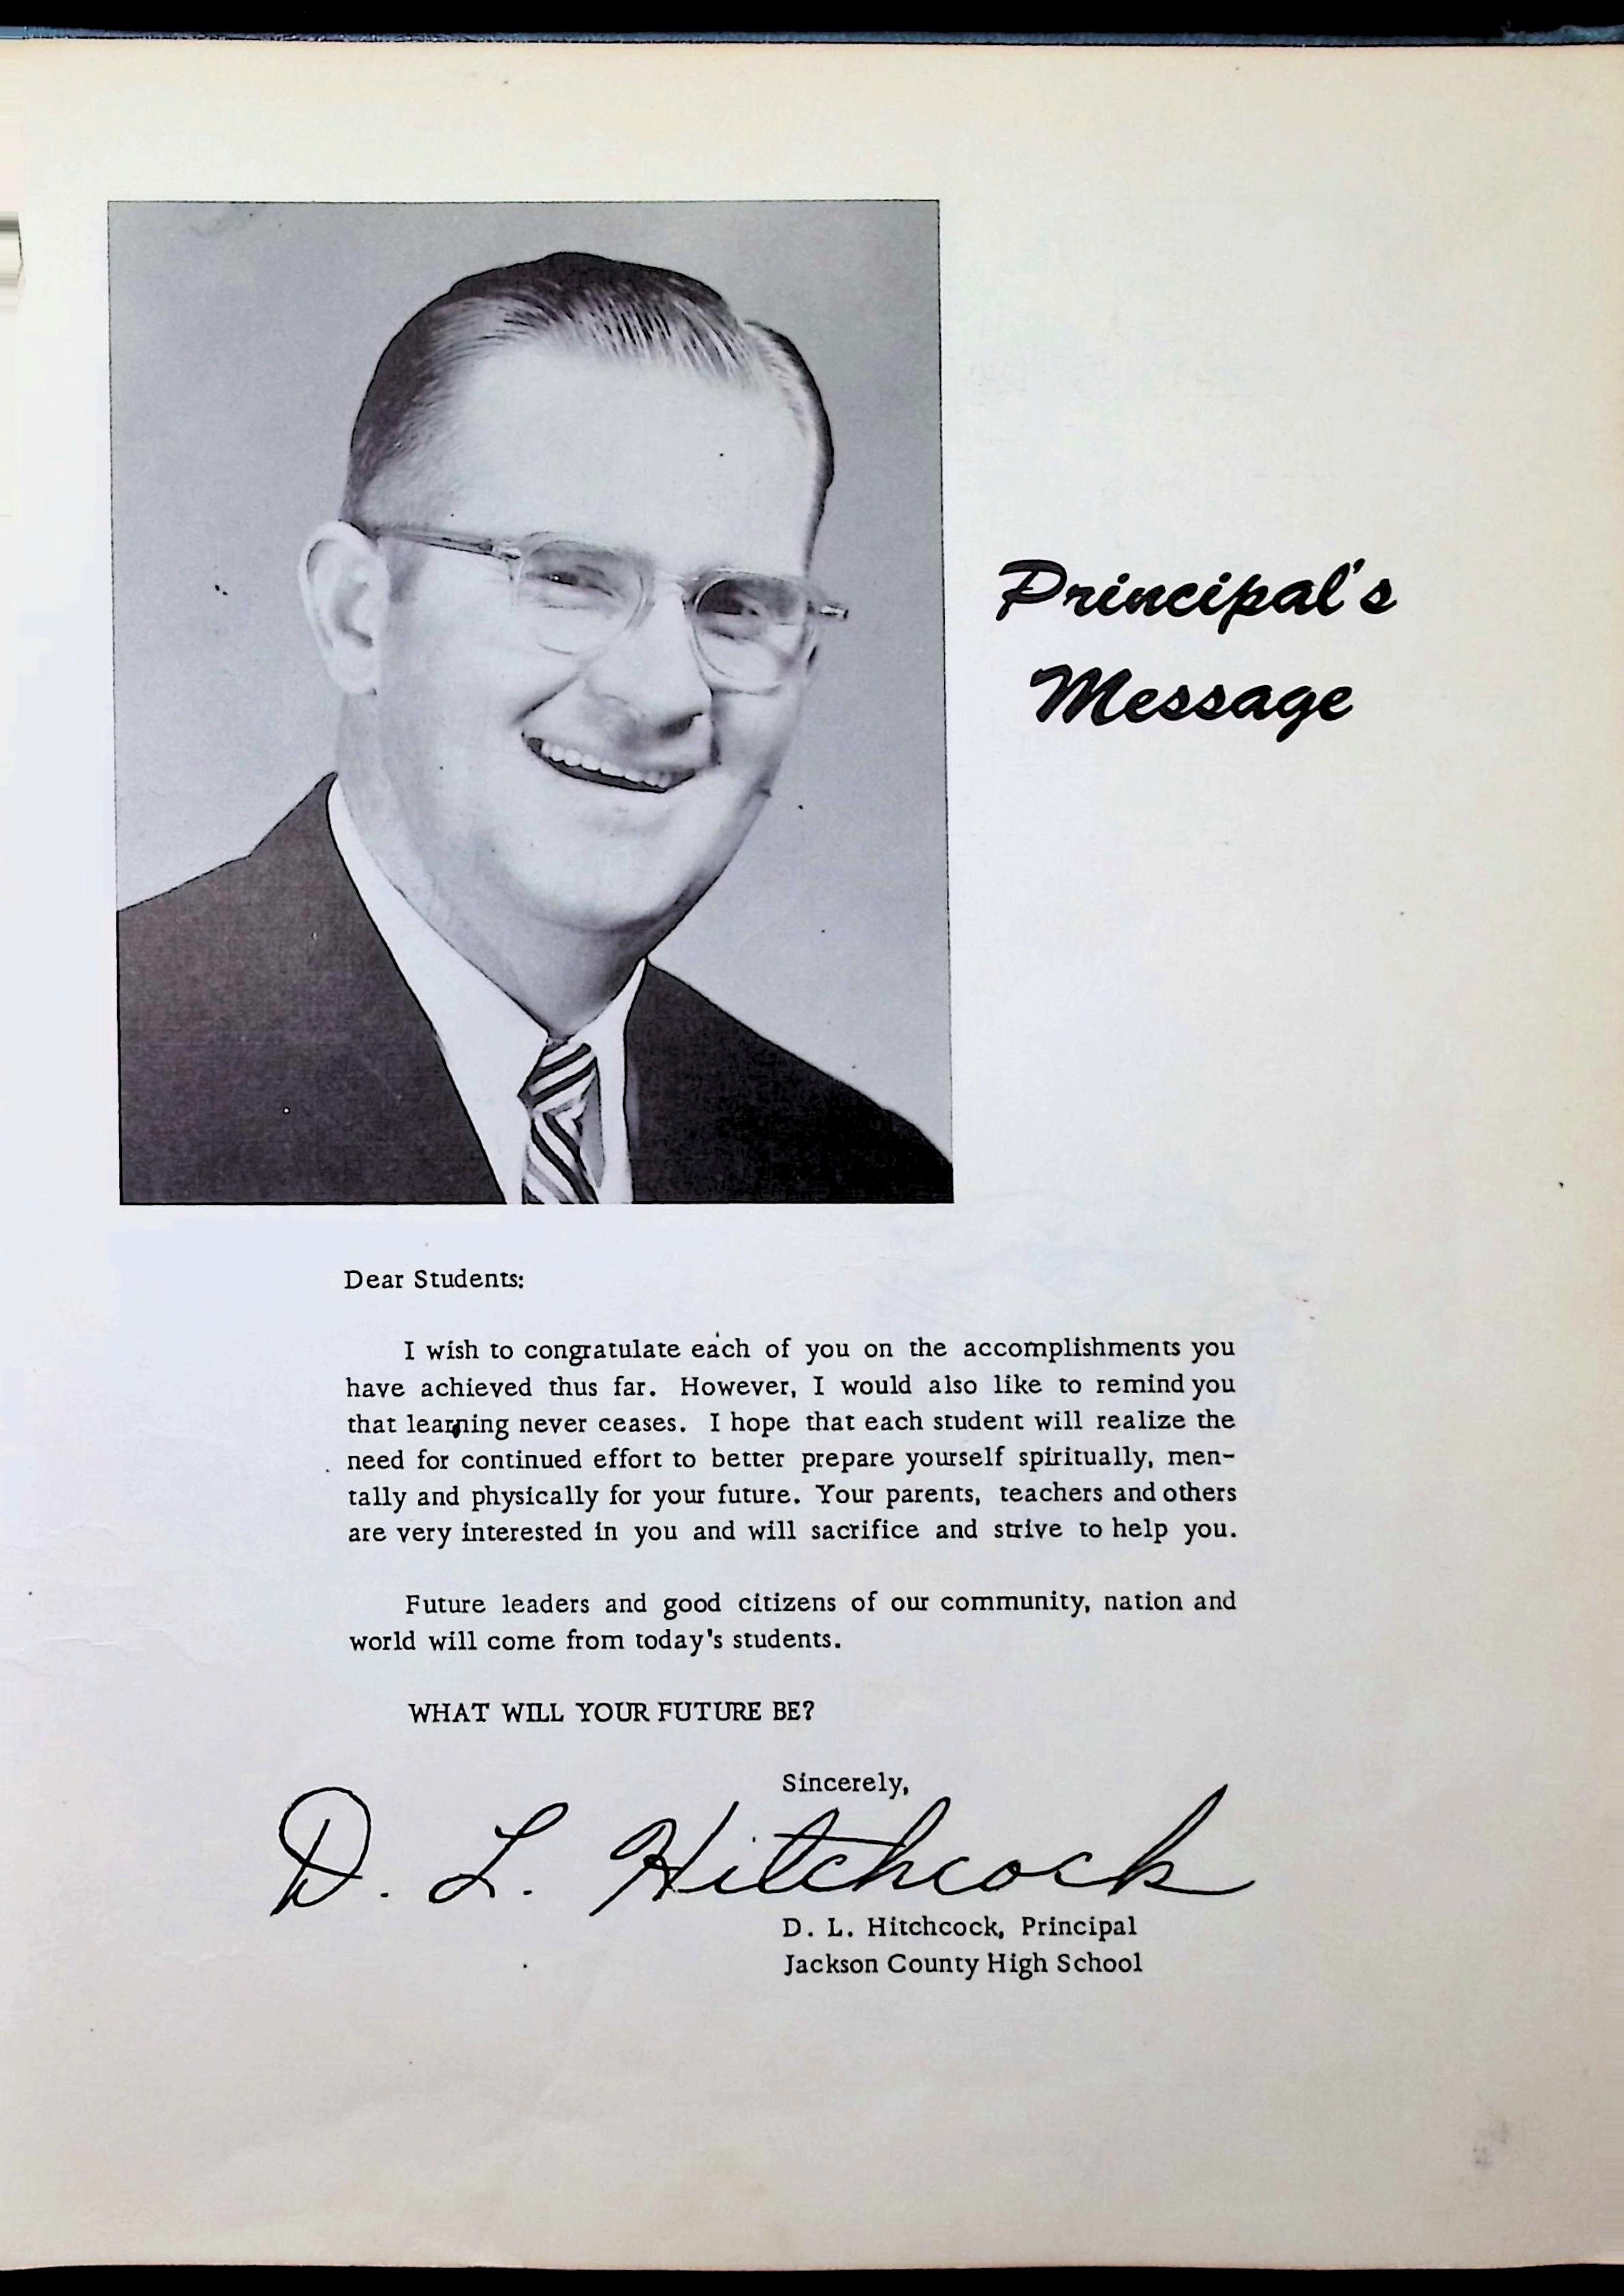 Principal's
Message
Dear Students:
I wish to congratulate each of you on the accomplishments you
have achieved thus far. However, I would also like to remind you
that learning never ceases. I hope that each student will realize the
need for continued effort to better prepare yourself spiritually, men-
tally and physically for your future. Your parents, teachers and others
are very interested in you and will sacrifice and strive to help you.
Future leaders and good citizens of our community, nation and
world will come from today's students.
WHAT WILL YOUR FUTURE BE?
Sincerely,
D. L. Hitchcock
D. L. Hitchcock, Principal
Jackson County High School